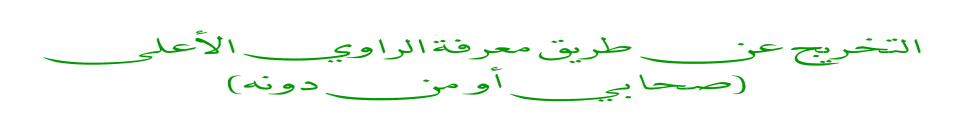 التخريج عن طريق معرفة الراوي الأعلى
(صحابي أو من دونه)